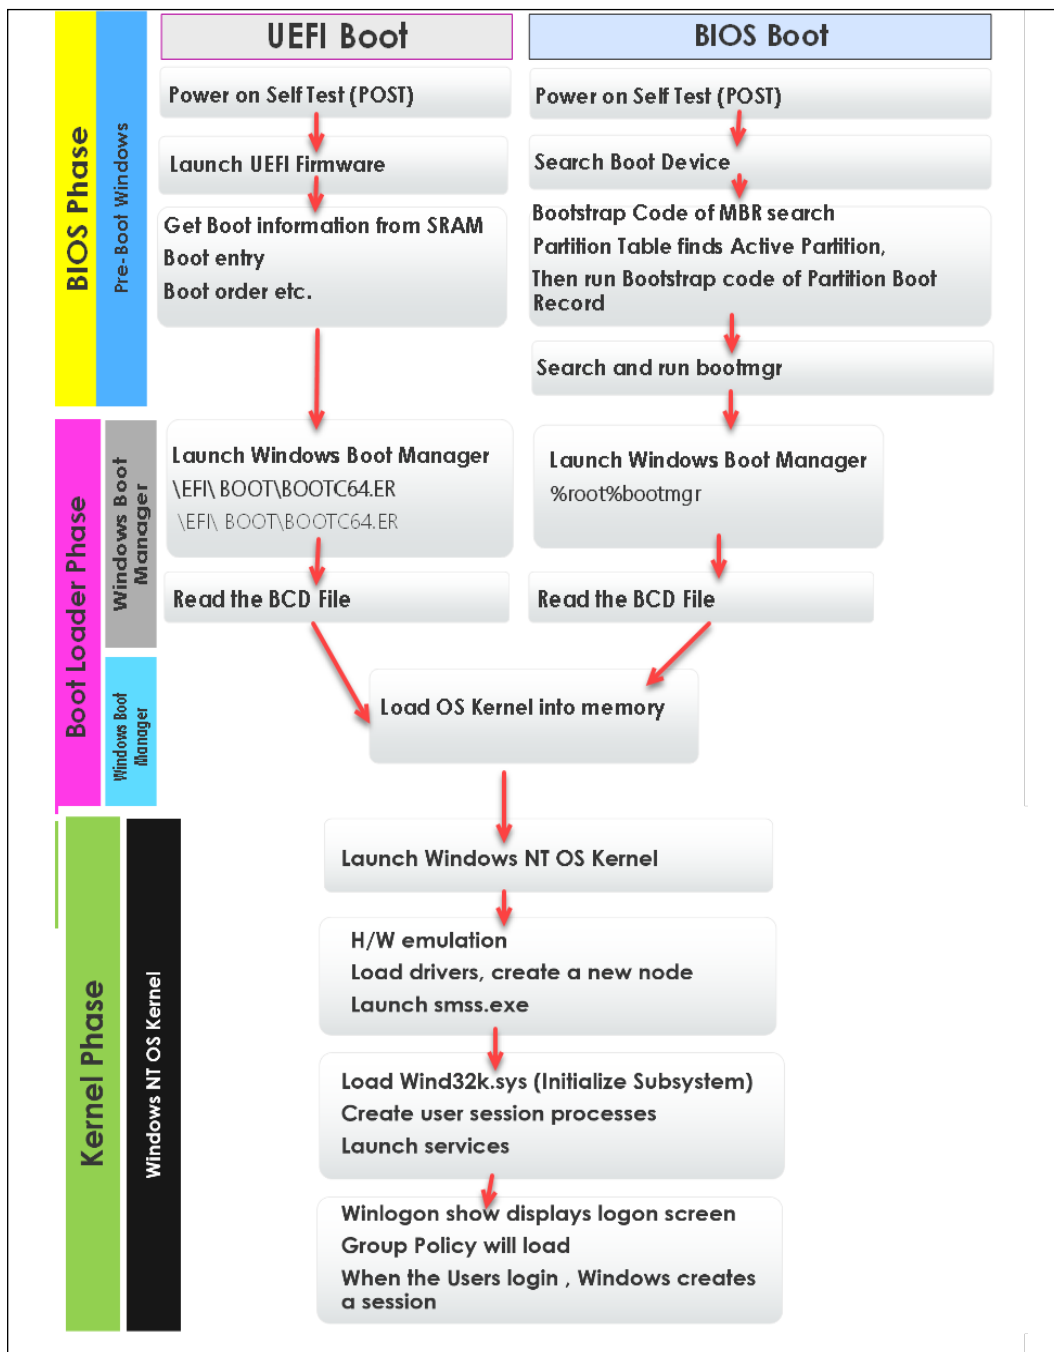 UEFI Boot
BIOS Boot
BIOS Phase
Pre-Boot Windows
Power on Self Test (POST)
Launch UEFI Firmware
Get Boot information from SRAM
Boot entry
Boot order etc.
Power on Self Test (POST)
Search Boot Device
Bootstrap Code of MBR search
Partition Table finds Active Partition,
Then run Bootstrap code of Partition Boot
Record
Search and run bootmgr
Boot Loader Phase
Windows Boot
Manager
Launch Windows Boot Manager
\EFI\ BOOT\BOOTC64.ER
\EFI\ BOOT\BOOTC64.ER
Read the BCD File
Launch Windows Boot Manager
%root%bootmgr
Read the BCD File
Windows Boot
Manager
Load OS Kernel into memory
Kernel Phase
Windows NT OS Kernel
Launch Windows NT OS Kernel
H/W emulation
Load drivers, create a new node
Launch smss.exe
Load Wind32k.sys (Initialize Subsystem)
Create user session processes
Launch services
Winlogon show displays logon screen
Group Policy will load
When the Users login , Windows creates
a session